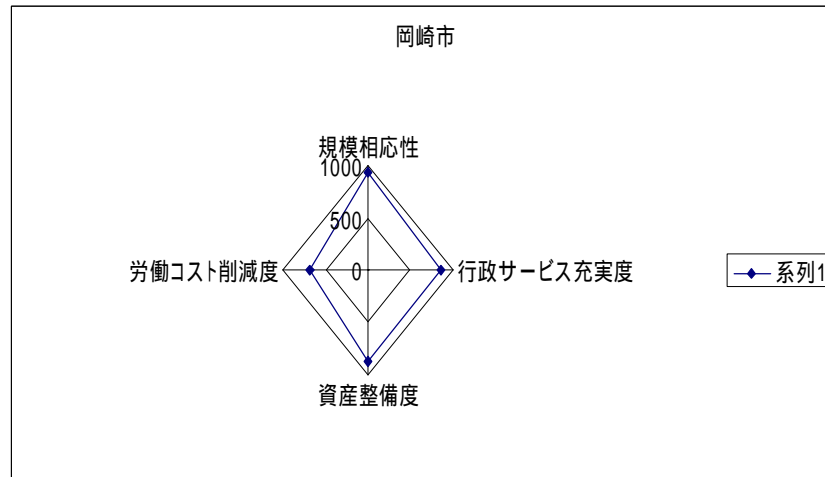 岡崎市
規模相応性
1000
500
0
労働コスト削減度
行政サービス充実度
資産整備度
系列1